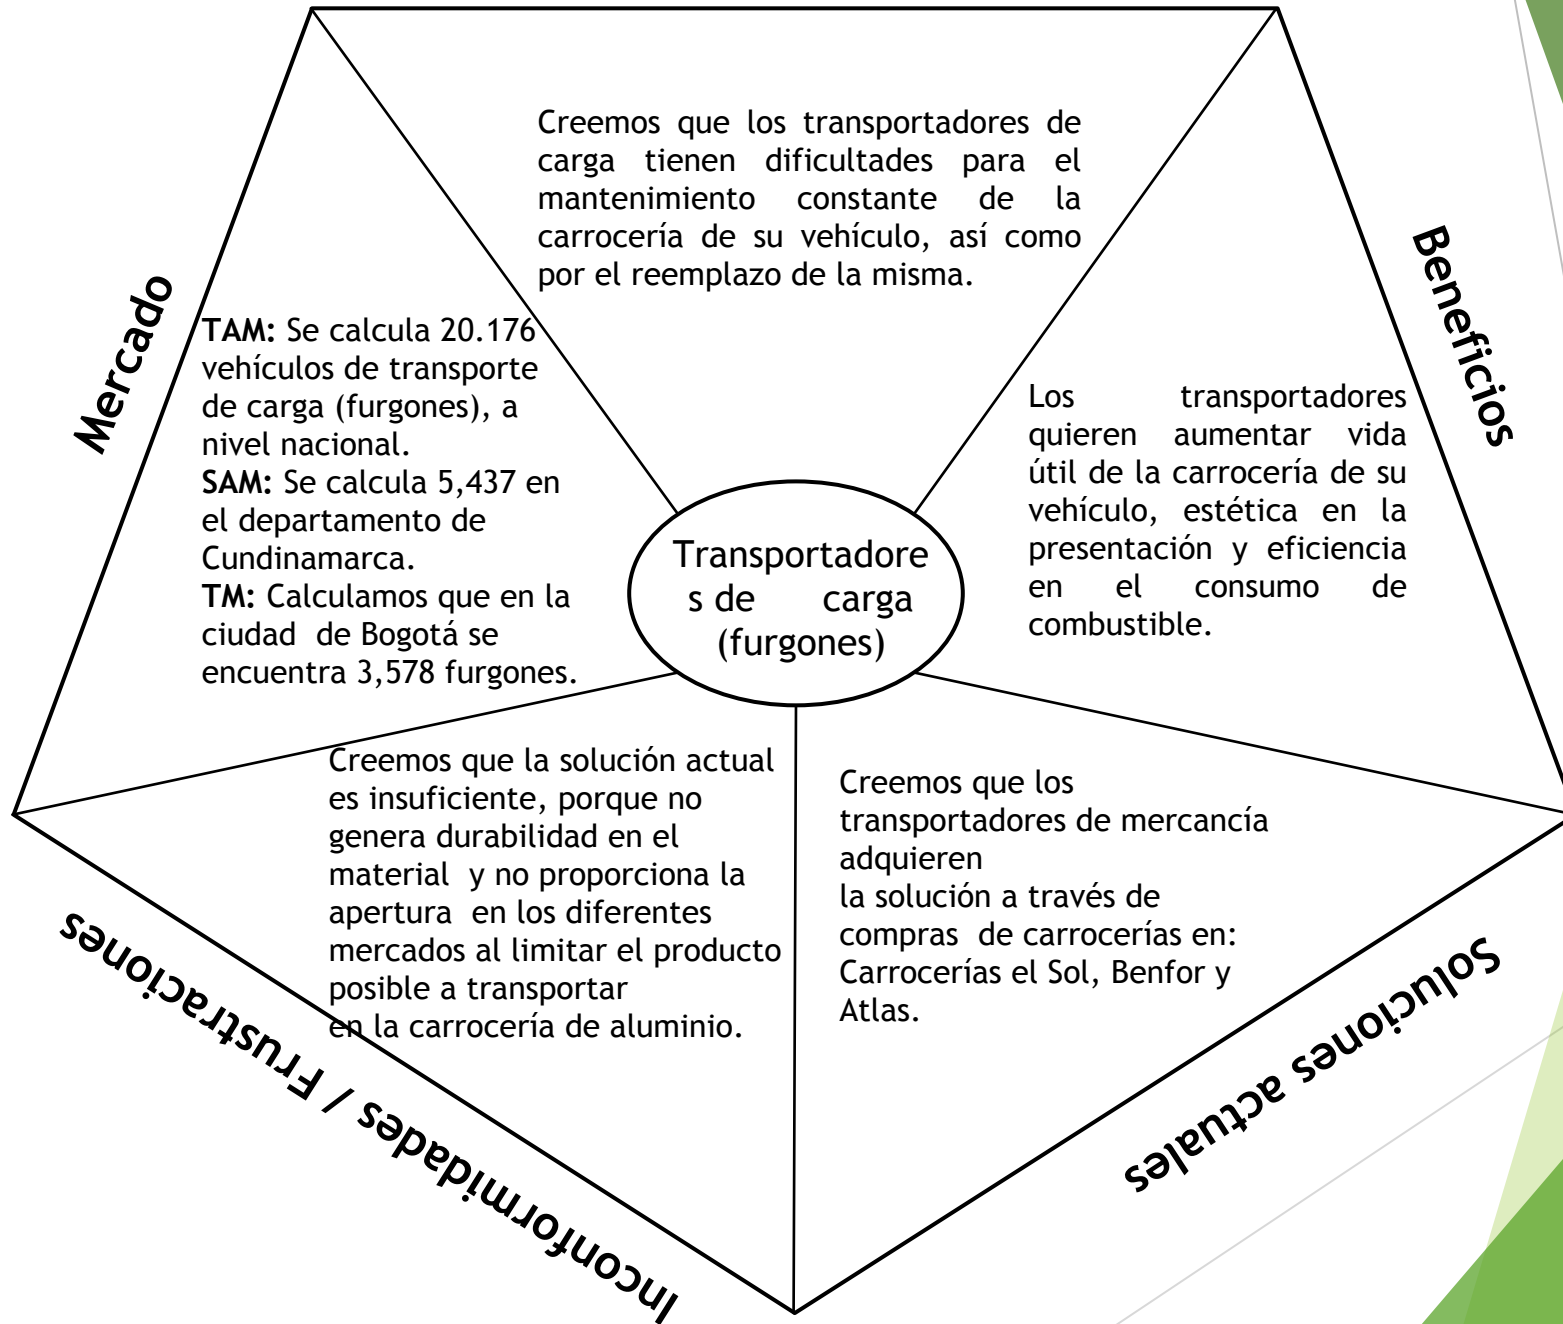 Creemos que los transportadores de
carga tienen dificultades para el
mantenimiento constante de la
carrocería de su vehículo, así como
por el reemplazo de la misma.
Mercado
TAM: Se calcula 20.176
vehículos de transporte
de carga (furgones), a
nivel nacional.
SAM: Se calcula 5,437 en
el departamento de
Cundinamarca.
TM: Calculamos que en la
ciudad de Bogotá se
encuentra 3,578 furgones.
Beneficios
Los transportadores
quieren aumentar vida
útil de la carrocería de su
vehículo, estética en la
presentación y eficiencia
en el consumo de
combustible.
Transportadore
s de carga
(furgones)
Creemos que la solución actual
es insuficiente, porque no
genera durabilidad en el
material y no proporciona la
apertura en los diferentes
mercados al limitar el producto
posible a transportar
en la carrocería de aluminio.
Inconformidades / Frustraciones
Creemos que los
transportadores de mercancía
adquieren
la solución a través de
compras de carrocerías en:
Carrocerías el Sol, Benfor y
Atlas.
Soluciones actuales